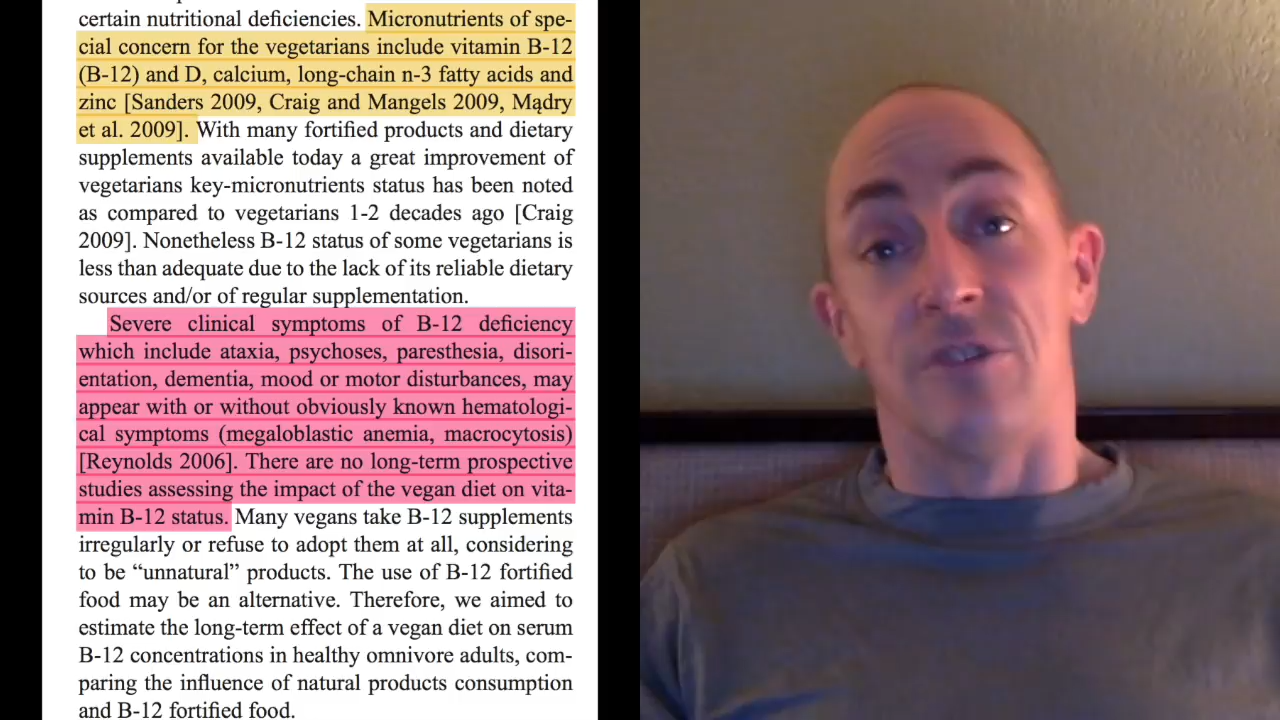 certain nutritional deficiencies. Micronutrients of spe-
cial concern for the vegetarians include vitamin B-12
(B-12) and D, calcium, long-chain n-3 fatty acids and
zinc [Sanders 2009, Craig and Mangels 2009, Mądry
et al. 2009]. With many fortified products and dietary
supplements available today a great improvement of
vegetarians key-micronutrients status has been noted
as compared to vegetarians 1-2 decades ago [Craig
2009]. Nonetheless B-12 status of some vegetarians is
less than adequate due to the lack of its reliable dietary
sources and/or of regular supplementation.
Severe clinical symptoms of B-12 deficiency
which include ataxia, psychoses, paresthesia, disori-
entation, dementia, mood or motor disturbances, may
appear with or without obviously known hematologi-
cal symptoms (megaloblastic anemia, macrocytosis)
[Reynolds 2006]. There are no long-term prospective
studies assessing the impact of the vegan diet on vita-
min B-12 status. Many vegans take B-12 supplements
irregularly or refuse to adopt them at all, considering
to be “unnatural” products. The use of B-12 fortified
food may be an alternative. Therefore, we aimed to
estimate the long-term effect of a vegan diet on serum
B-12 concentrations in healthy omnivore adults, com-
paring the influence of natural products consumption
and B-12 fortified food.